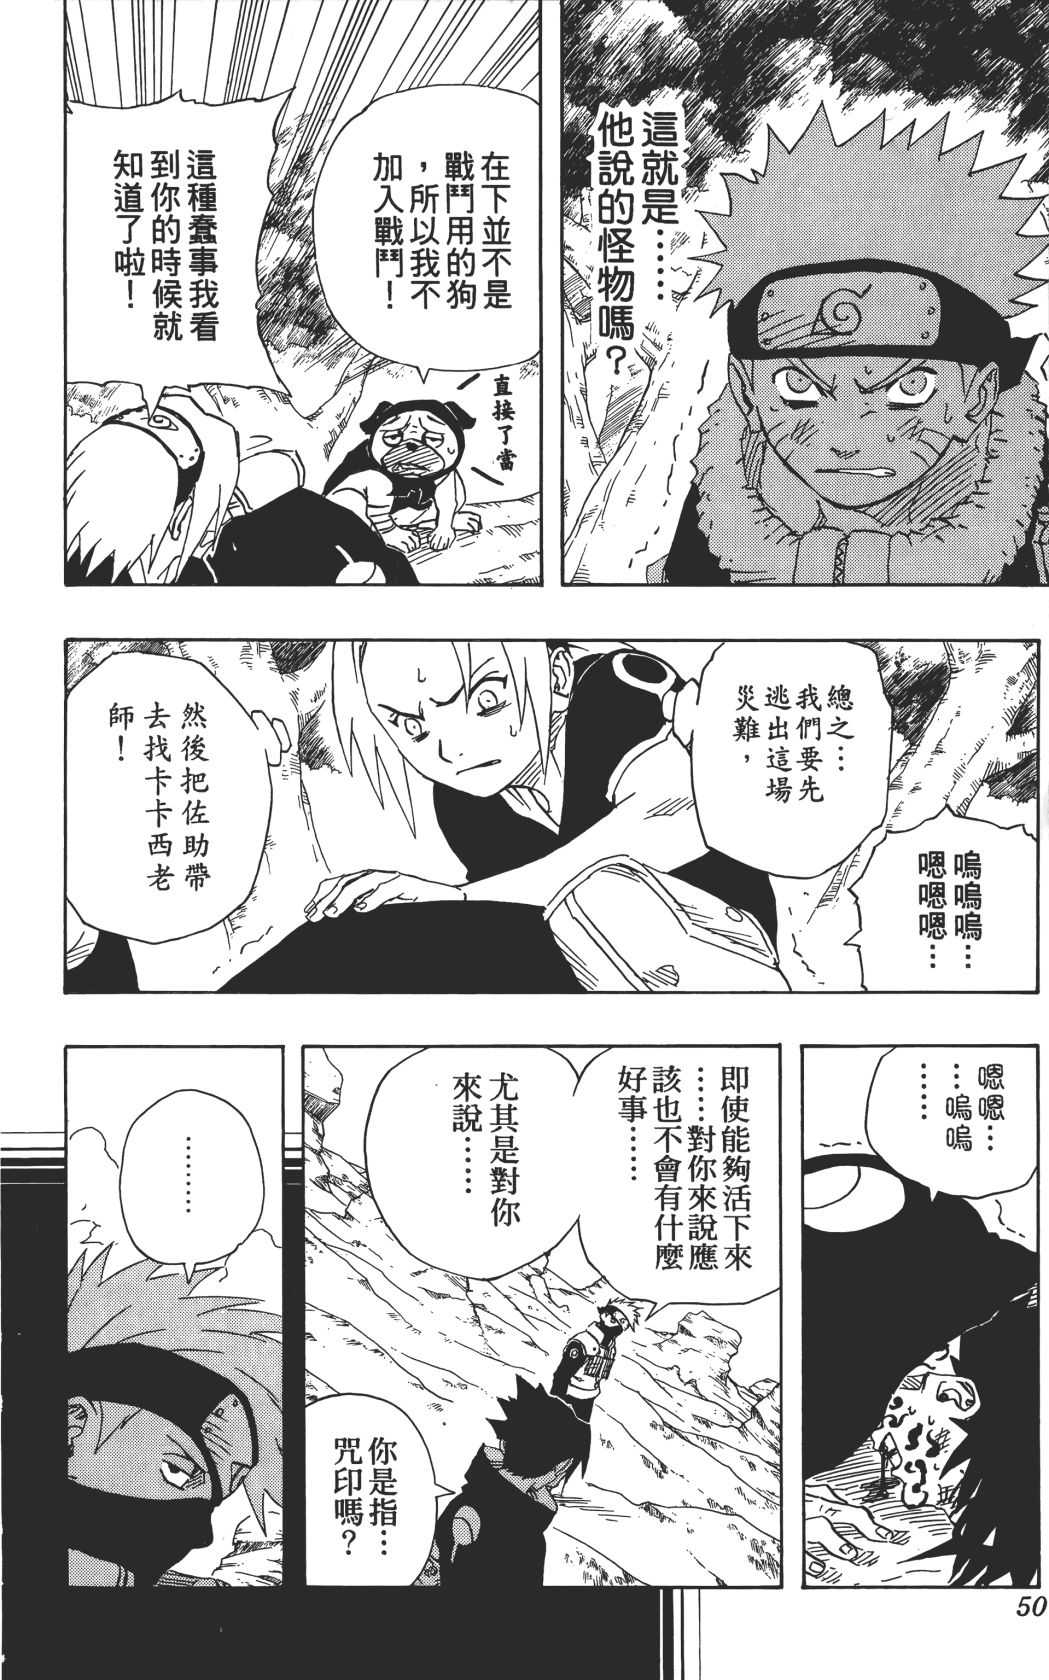 這就是……
他說的怪物嗎？
在下並不是
戰鬥用的狗
，所以我不
加入戰鬥！
直接了當
這種蠢事我看
到你的時候就
知道了啦！
總之…
我們要先
逃出這場
災難，
嗚嗚嗚…
嗯嗯嗯…
然後把佐助帶
去找卡卡西老
師！
嗯嗯…
…嗚嗚
……
即使能夠活下來
……對你來說應
該也不會有什麼
好事……
尤其是對你
來說……
你是指…
咒印嗎？
………
50